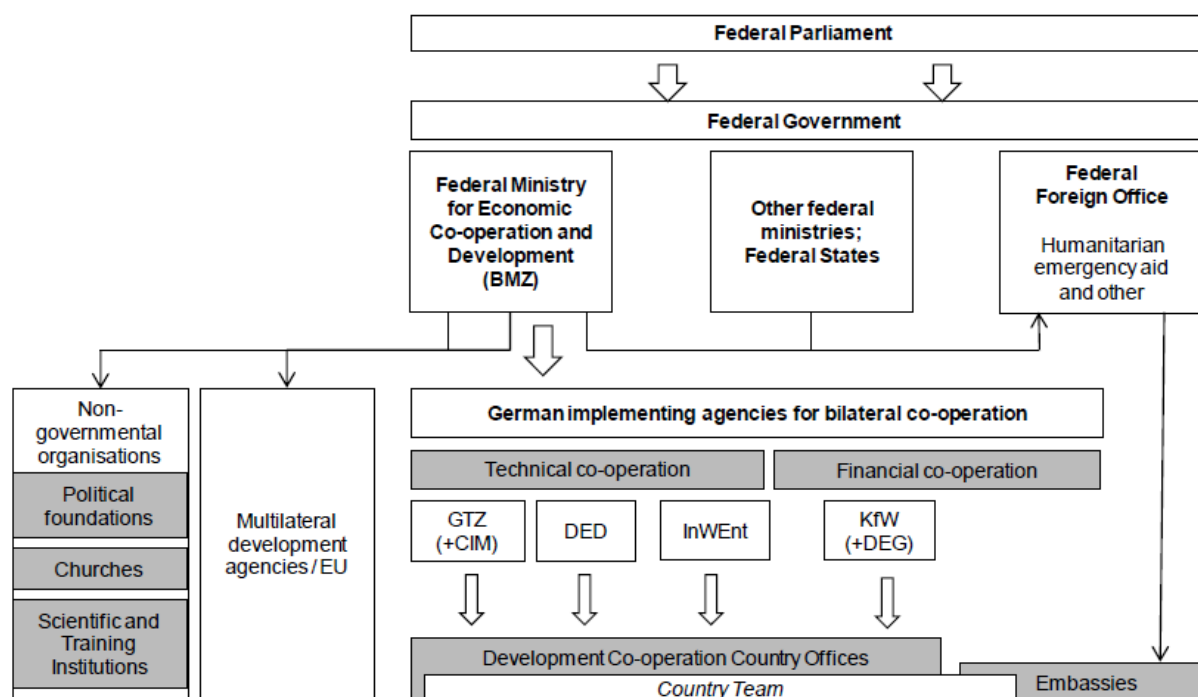 Federal Parliament
Federal Government
Federal Ministry
for Economic
Co-operation and
Development
(BMZ)
Other federal
ministries;
Federal States
Federal
Foreign Office
Humanitarian
emergency aid
and other
Non-
governmental
organisations
Political
foundations
Churches
Scientific and
Training
Institutions
Multilateral
development
agencies / EU
German implementing agencies for bilateral co-operation
Technical co-operation
Financial co-operation
GTZ
(+CIM)
DED
InWEnt
KfW
(+DEG)
Development Co-operation Country Offices
Country Team
Embassies